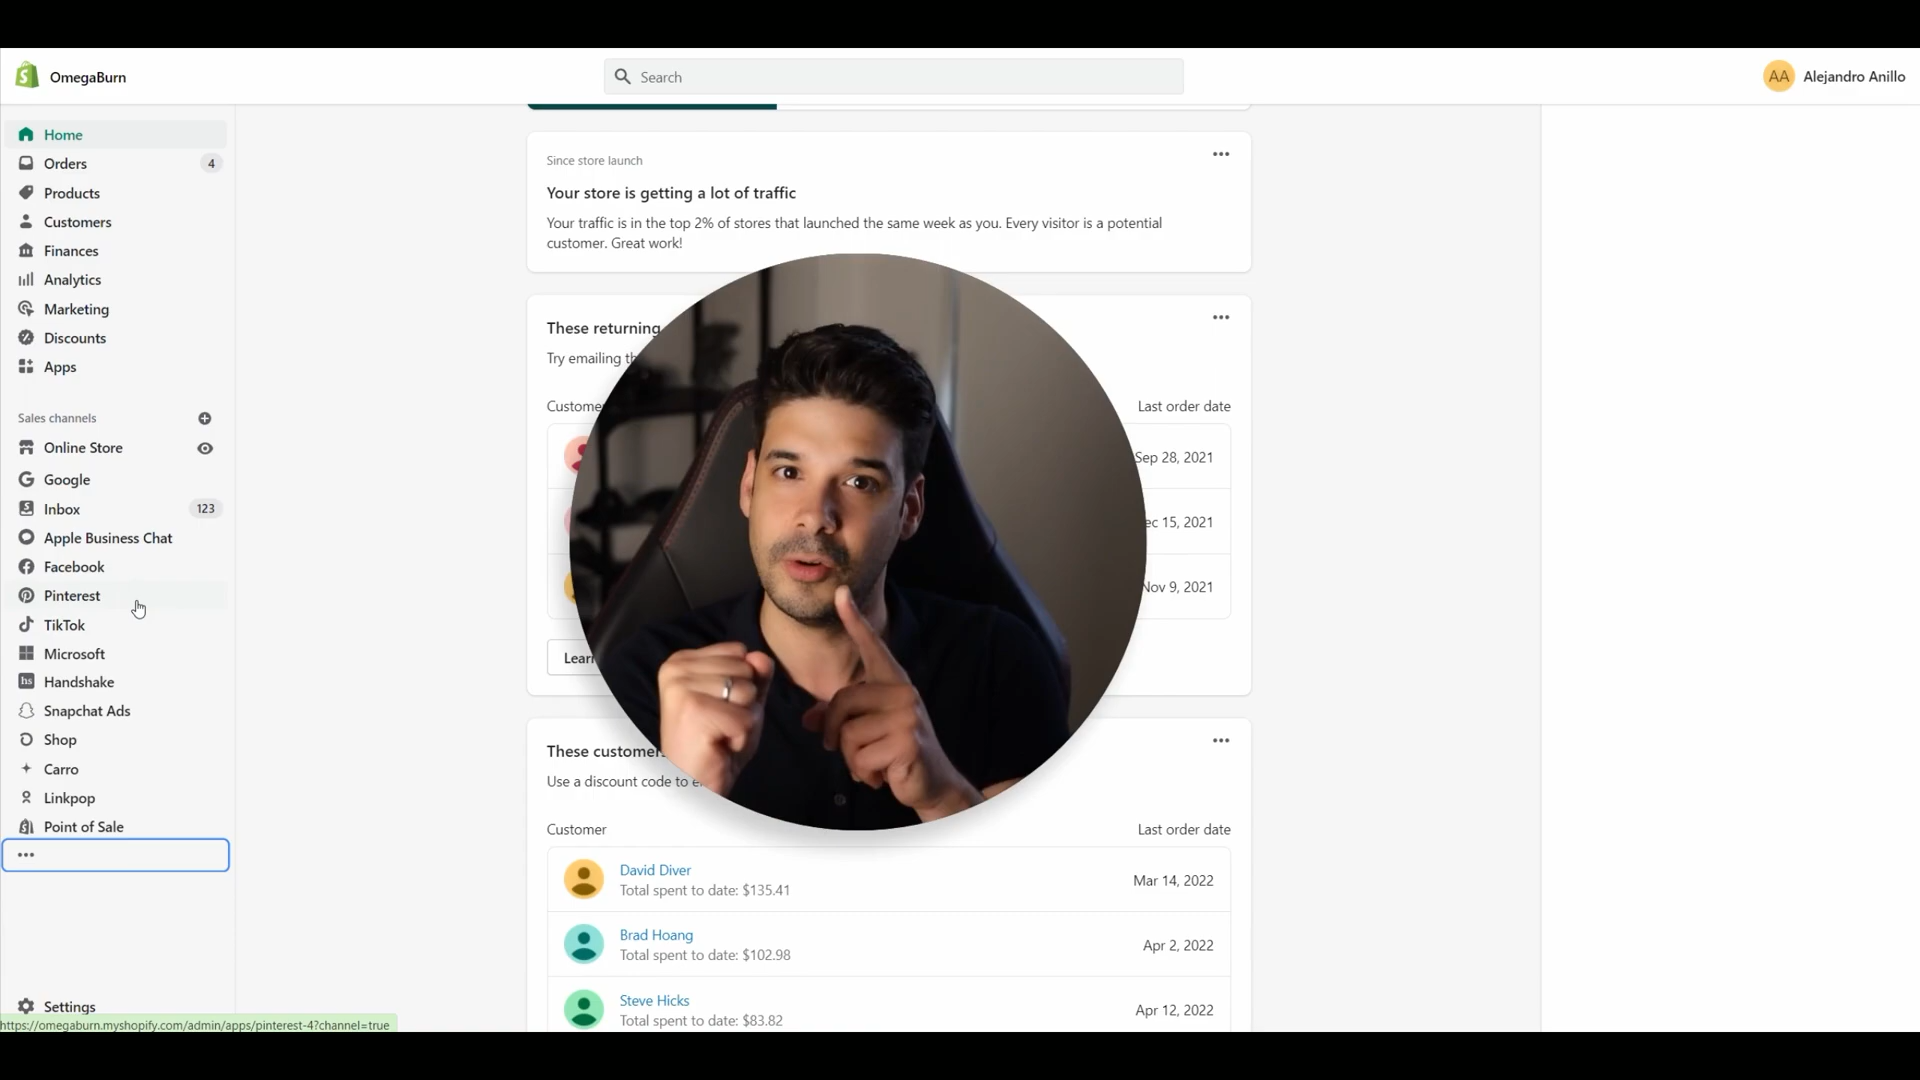 OmegaBurn
Search
AA
Alejandro Anillo
Home
Orders
4
Products
Customers
Finances
Analytics
Marketing
Discounts
Apps
Sales channels
Online Store
Google
Inbox
123
Apple Business Chat
Facebook
Pinterest
TikTok
Microsoft
hs
Handshake
Snapchat Ads
Shop
Carro
Linkpop
Point of Sale
Settings
https://omegaburn.myshopify.com/admin/apps/pinterest-4?channel=true
Since store launch
Your store is getting a lot of traffic
Your traffic is in the top 2% of stores that launched the same week as you. Every visitor is a potential
customer. Great work!
These returning
Try emailing
Last order date
Sep 28, 2021
15, 2021
Nov 9, 2021
These
Use a discount code to
Customer
Last order date
David Diver
Total spent to date: $135.41
Mar 14, 2022
Brad Hoang
Total spent to date: $102.98
Apr 2, 2022
Steve Hicks
Total spent to date: $83.82
Apr 12, 2022